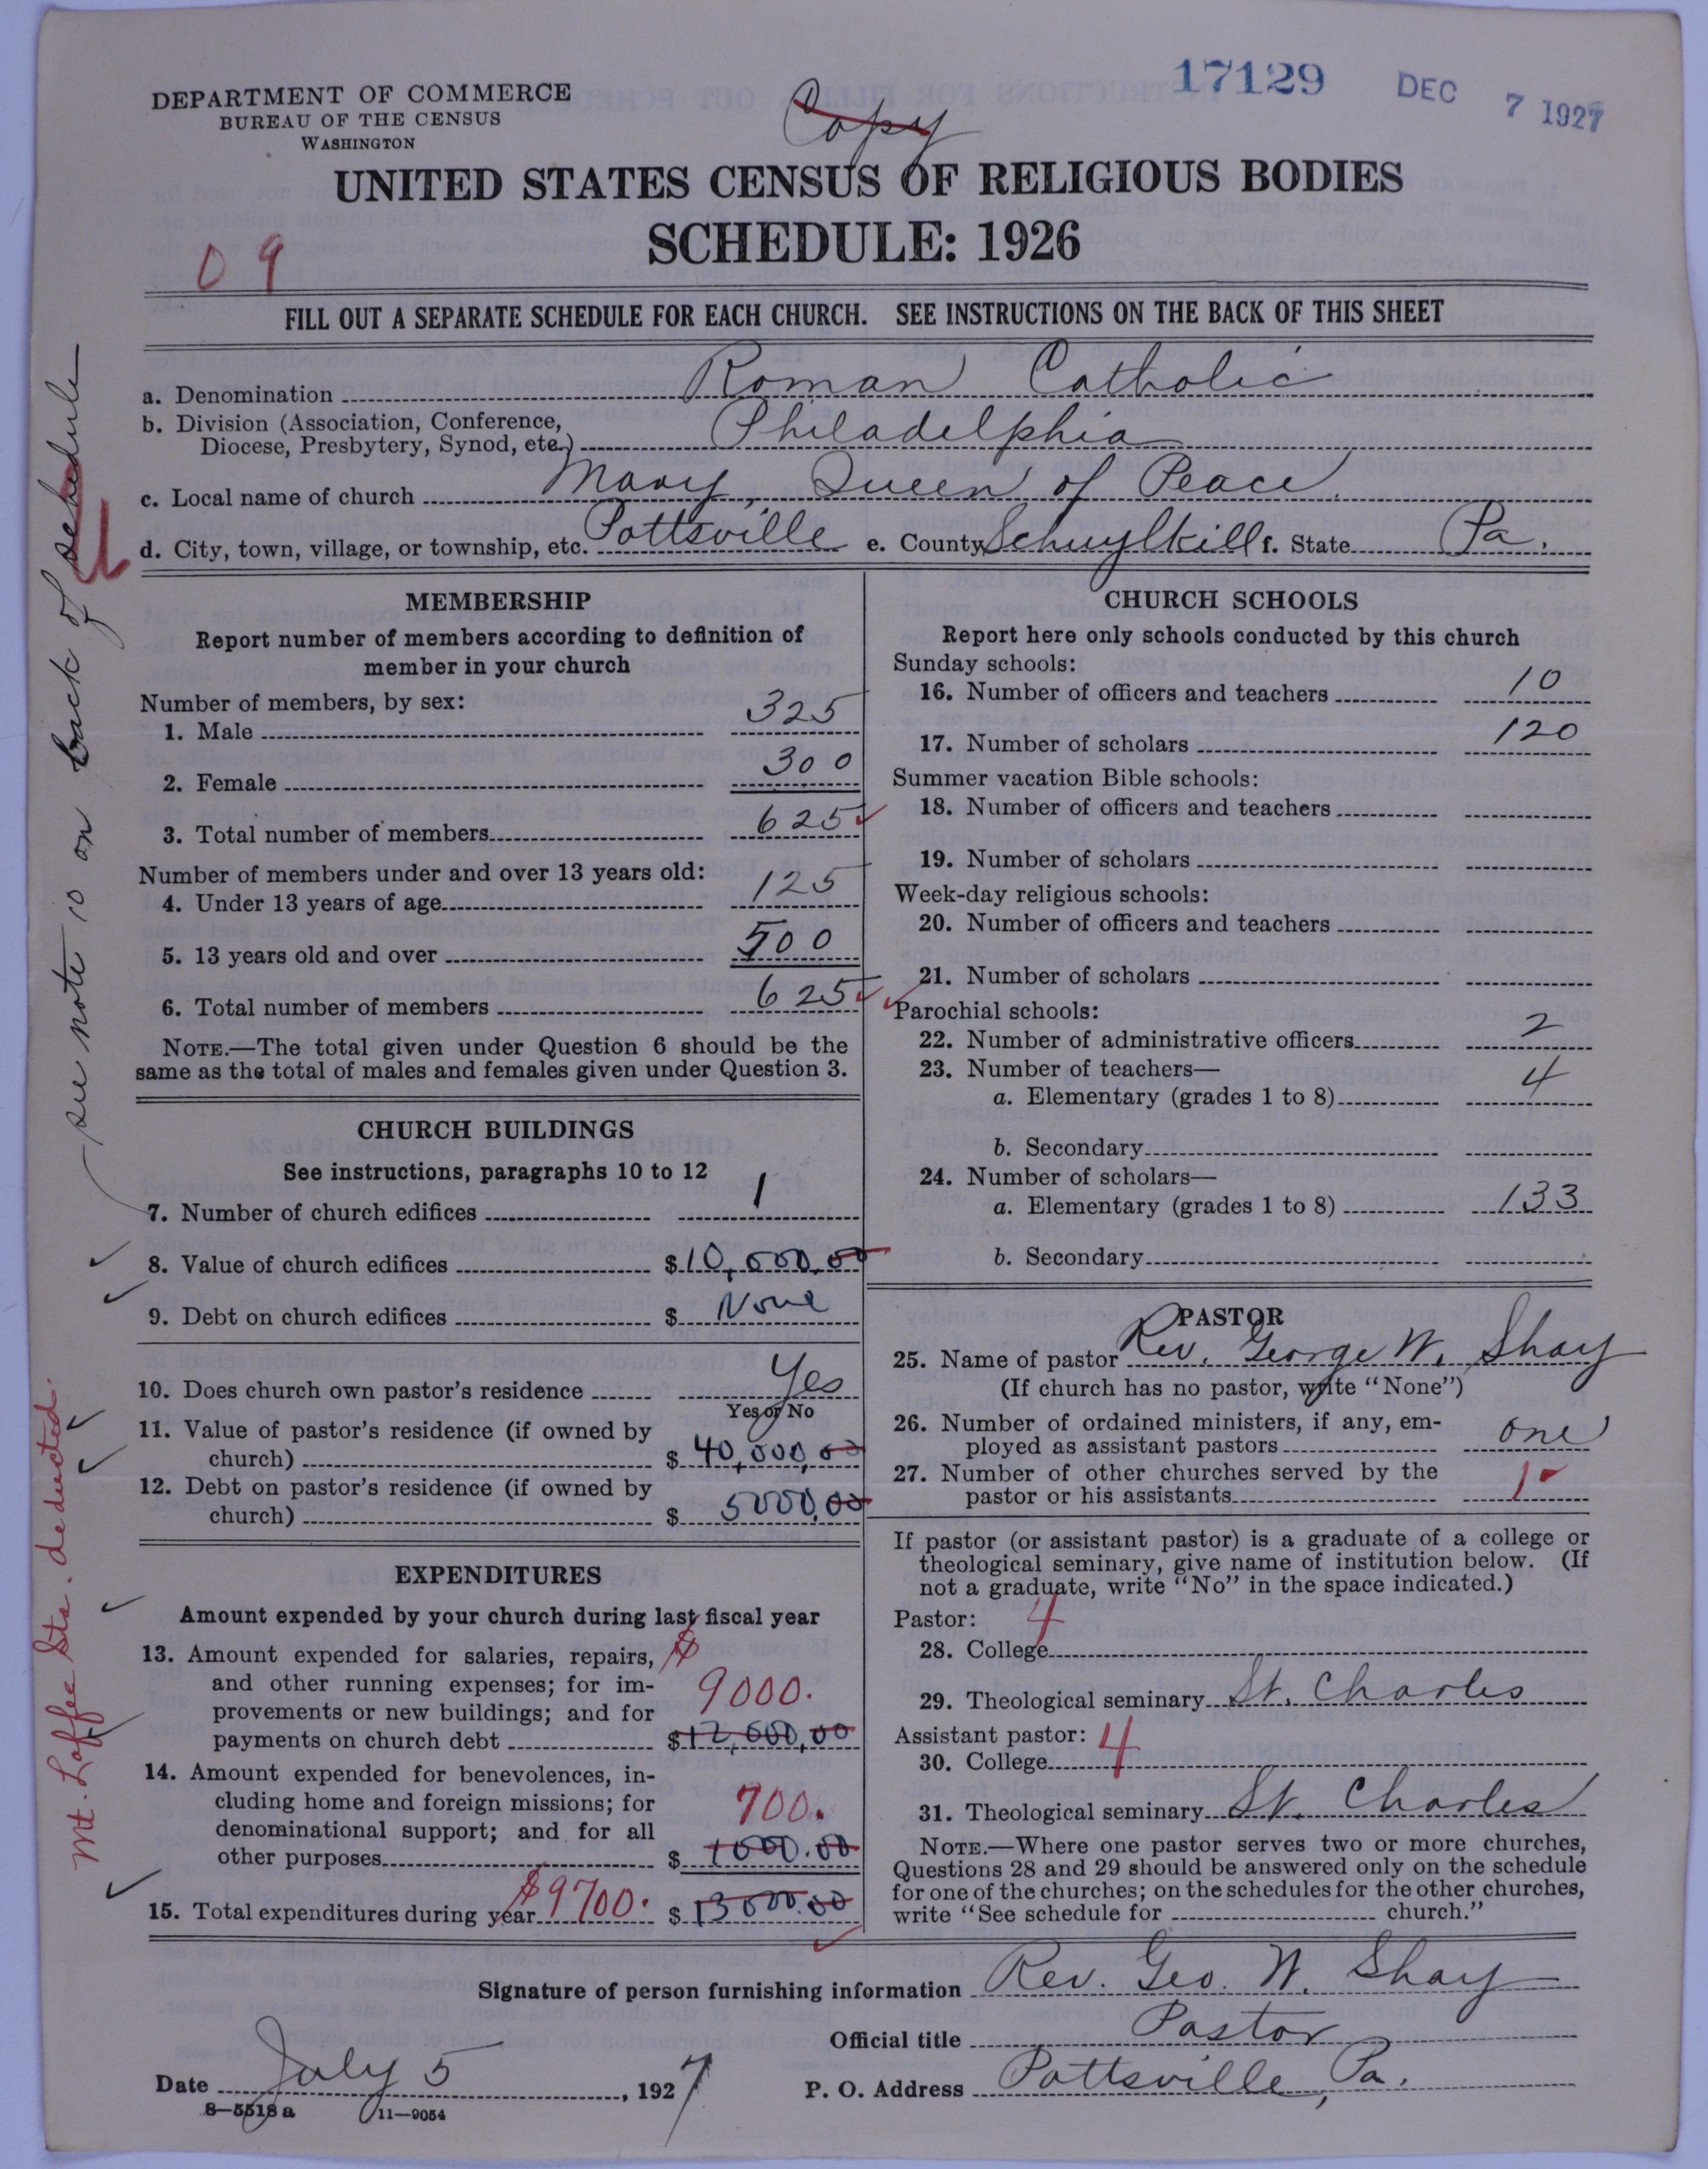 17129 DEC 7 1927
DEPARTMENT OF COMMERCE
BUREAU OF THE CENSUS
WASHINGTON
Copy
UNITED STATES CENSUS OF RELIGIOUS BODIES
SCHEDULE: 1926
09
FILL OUT A SEPARATE SCHEDULE FOR EACH CHURCH. SEE INSTRUCTIONS ON THE BACK OF THIS SHEET
a. Denomination Roman Catholic
b. Division (Association, Conference,
Diocese, Presbytery, Synod, etc.) Philadelphia
c. Local name of church Mary, Queen of Peace
d. City, town, village, or township, etc. Pottsville e. County Schuylkill f. State Pa.
see note 10 on back of schedule
MEMBERSHIP
Report number of members according to definition of
member in your church
Number of members, by sex:
1. Male 325
2. Female 300
3. Total number of members 625
Number of members under and over 13 years old:
4. Under 13 years of age 125
5. 13 years old and over 500
6. Total number of members 625
NOTE.—The total given under Question 6 should be the
same as the total of males and females given under Question 3.
CHURCH BUILDINGS
See instructions, paragraphs 10 to 12
7. Number of church edifices 1
8. Value of church edifices $10,000.00
9. Debt on church edifices $ None
10. Does church own pastor's residence Yes
Yes or No
11. Value of pastor's residence (if owned by
church) $ 40,000,00
12. Debt on pastor's residence (if owned by
church) $ 5000,00
EXPENDITURES
Amount expended by your church during last fiscal year
13. Amount expended for salaries, repairs, $
and other running expenses; for im- 9000.
provements or new buildings; and for
payments on church debt $12,000,00
14. Amount expended for benevolences, in-
cluding home and foreign missions; for 700.
denominational support; and for all
other purposes $ 1000.00
15. Total expenditures during year $9700. $ 13000.00
Mt. Laffee Sta. deducted.
CHURCH SCHOOLS
Report here only schools conducted by this church
Sunday schools:
16. Number of officers and teachers 10
17. Number of scholars 120
Summer vacation Bible schools:
18. Number of officers and teachers
19. Number of scholars
Week-day religious schools:
20. Number of officers and teachers
21. Number of scholars
Parochial schools:
22. Number of administrative officers 2
23. Number of teachers—
a. Elementary (grades 1 to 8) 4
b. Secondary
24. Number of scholars—
a. Elementary (grades 1 to 8) 133
b. Secondary
PASTOR
25. Name of pastor Rev. George W. Shay
(If church has no pastor, write "None")
26. Number of ordained ministers, if any, em-
ployed as assistant pastors one
27. Number of other churches served by the
pastor or his assistants 1
If pastor (or assistant pastor) is a graduate of a college or
theological seminary, give name of institution below. (If
not a graduate, write "No" in the space indicated.)
Pastor: 4
28. College
29. Theological seminary St. Charles
Assistant pastor: 4
30. College
31. Theological seminary St. Charles
NOTE.—Where one pastor serves two or more churches,
Questions 28 and 29 should be answered only on the schedule
for one of the churches; on the schedules for the other churches,
write "See schedule for church."
Signature of person furnishing information Rev. Geo. W. Shay
Official title Pastor
Date July 5, 1927 P. O. Address Pottsville, Pa.
8—5518 a 11—9054